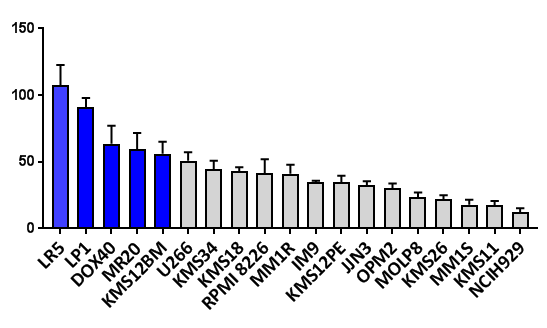 150
100
50
0
LR5
LP1
DOX40
MR20
KMS12BM
U266
KMS34
KMS18
RPMI 8226
MM1R
IM9
KMS12PE
JJN3
OPM2
MOLP8
KMS26
MM1S
KMS11
NCIH929